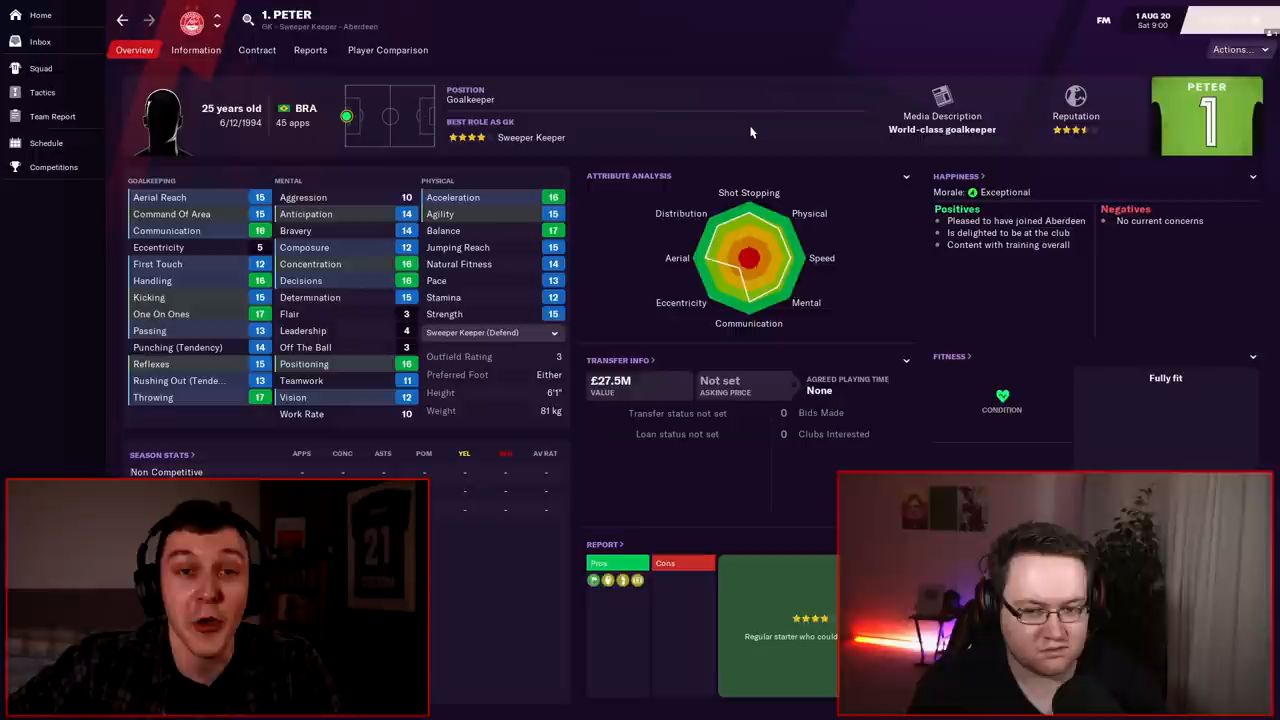 Home
Inbox
Squad
Tactics
Team Report
Schedule
Competitions
1. PETER
GK - Sweeper Keeper - Aberdeen
FM
1 AUG 20
Sat 9:00
Overview
Information
Contract
Reports
Player Comparison
Actions...
25 years old
6/12/1994
BRA
45 apps
POSITION
Goalkeeper
BEST ROLE AS GK
Sweeper Keeper
Media Description
World-class goalkeeper
Reputation
PETER
1
GOALKEEPING
Aerial Reach 15
Command Of Area 15
Communication 16
Eccentricity 5
First Touch 12
Handling 16
Kicking 15
One On Ones 17
Passing 13
Punching (Tendency) 14
Reflexes 15
Rushing Out (Tende... 13
Throwing 17
MENTAL
Aggression 10
Anticipation 14
Bravery 14
Composure 12
Concentration 16
Decisions 16
Determination 15
Flair 3
Leadership 4
Off The Ball 3
Positioning 16
Teamwork 11
Vision 12
Work Rate 10
PHYSICAL
Acceleration 16
Agility 15
Balance 17
Jumping Reach 15
Natural Fitness 14
Pace 13
Stamina 12
Strength 15
Sweeper Keeper (Defend)
Outfield Rating 3
Preferred Foot Either
Height 6'1"
Weight 81 kg
ATTRIBUTE ANALYSIS
Shot Stopping
Distribution
Physical
Aerial
Speed
Eccentricity
Mental
Communication
HAPPINESS
Morale: Exceptional
Positives
Pleased to have joined Aberdeen
Is delighted to be at the club
Content with training overall
Negatives
No current concerns
TRANSFER INFO
£27.5M
VALUE
Not set
ASKING PRICE
AGREED PLAYING TIME
None
Transfer status not set
0 Bids Made
Loan status not set
0 Clubs Interested
FITNESS
CONDITION
Fully fit
SEASON STATS
APPS CONC ASTS POM YEL RED AV RAT
Non Competitive - - - - - - -
REPORT
Pros
Cons
Regular starter who could
21